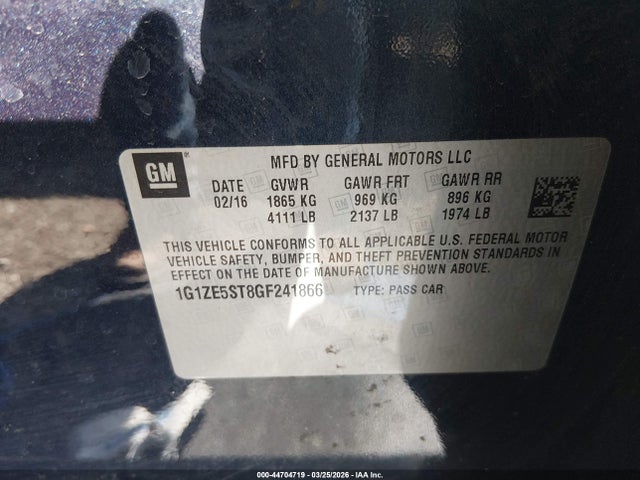 GM
MFD BY GENERAL MOTORS LLC
DATE GVWR GAWR FRT GAWR RR
02/16 1865 KG 969 KG 896 KG
4111 LB 2137 LB 1974 LB
THIS VEHICLE CONFORMS TO ALL APPLICABLE U.S. FEDERAL MOTOR
VEHICLE SAFETY, BUMPER, AND THEFT PREVENTION STANDARDS IN
EFFECT ON THE DATE OF MANUFACTURE SHOWN ABOVE.
1G1ZE5ST8GF241866 TYPE: PASS CAR
000-44704719 | 03/25/2026 - IAA Inc.